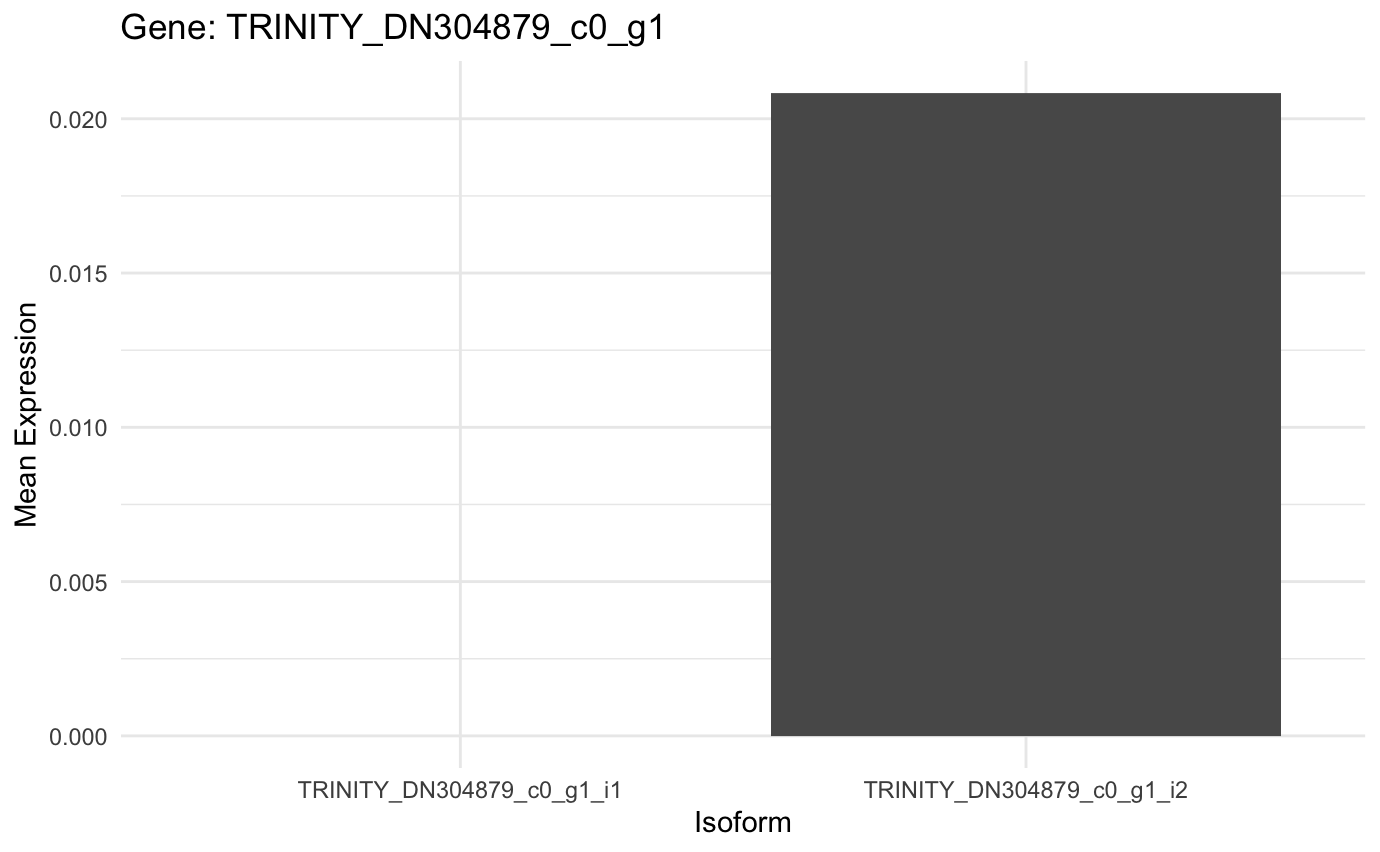 Gene: TRINITY_DN304879_c0_g1
Mean Expression
0.020
0.015
0.010
0.005
0.000
TRINITY_DN304879_c0_g1_i1
TRINITY_DN304879_c0_g1_i2
Isoform